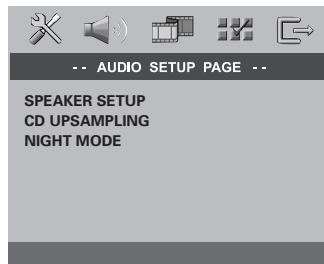 -- AUDIO SETUP PAGE --
SPEAKER SETUP
CD UPSAMPLING
NIGHT MODE